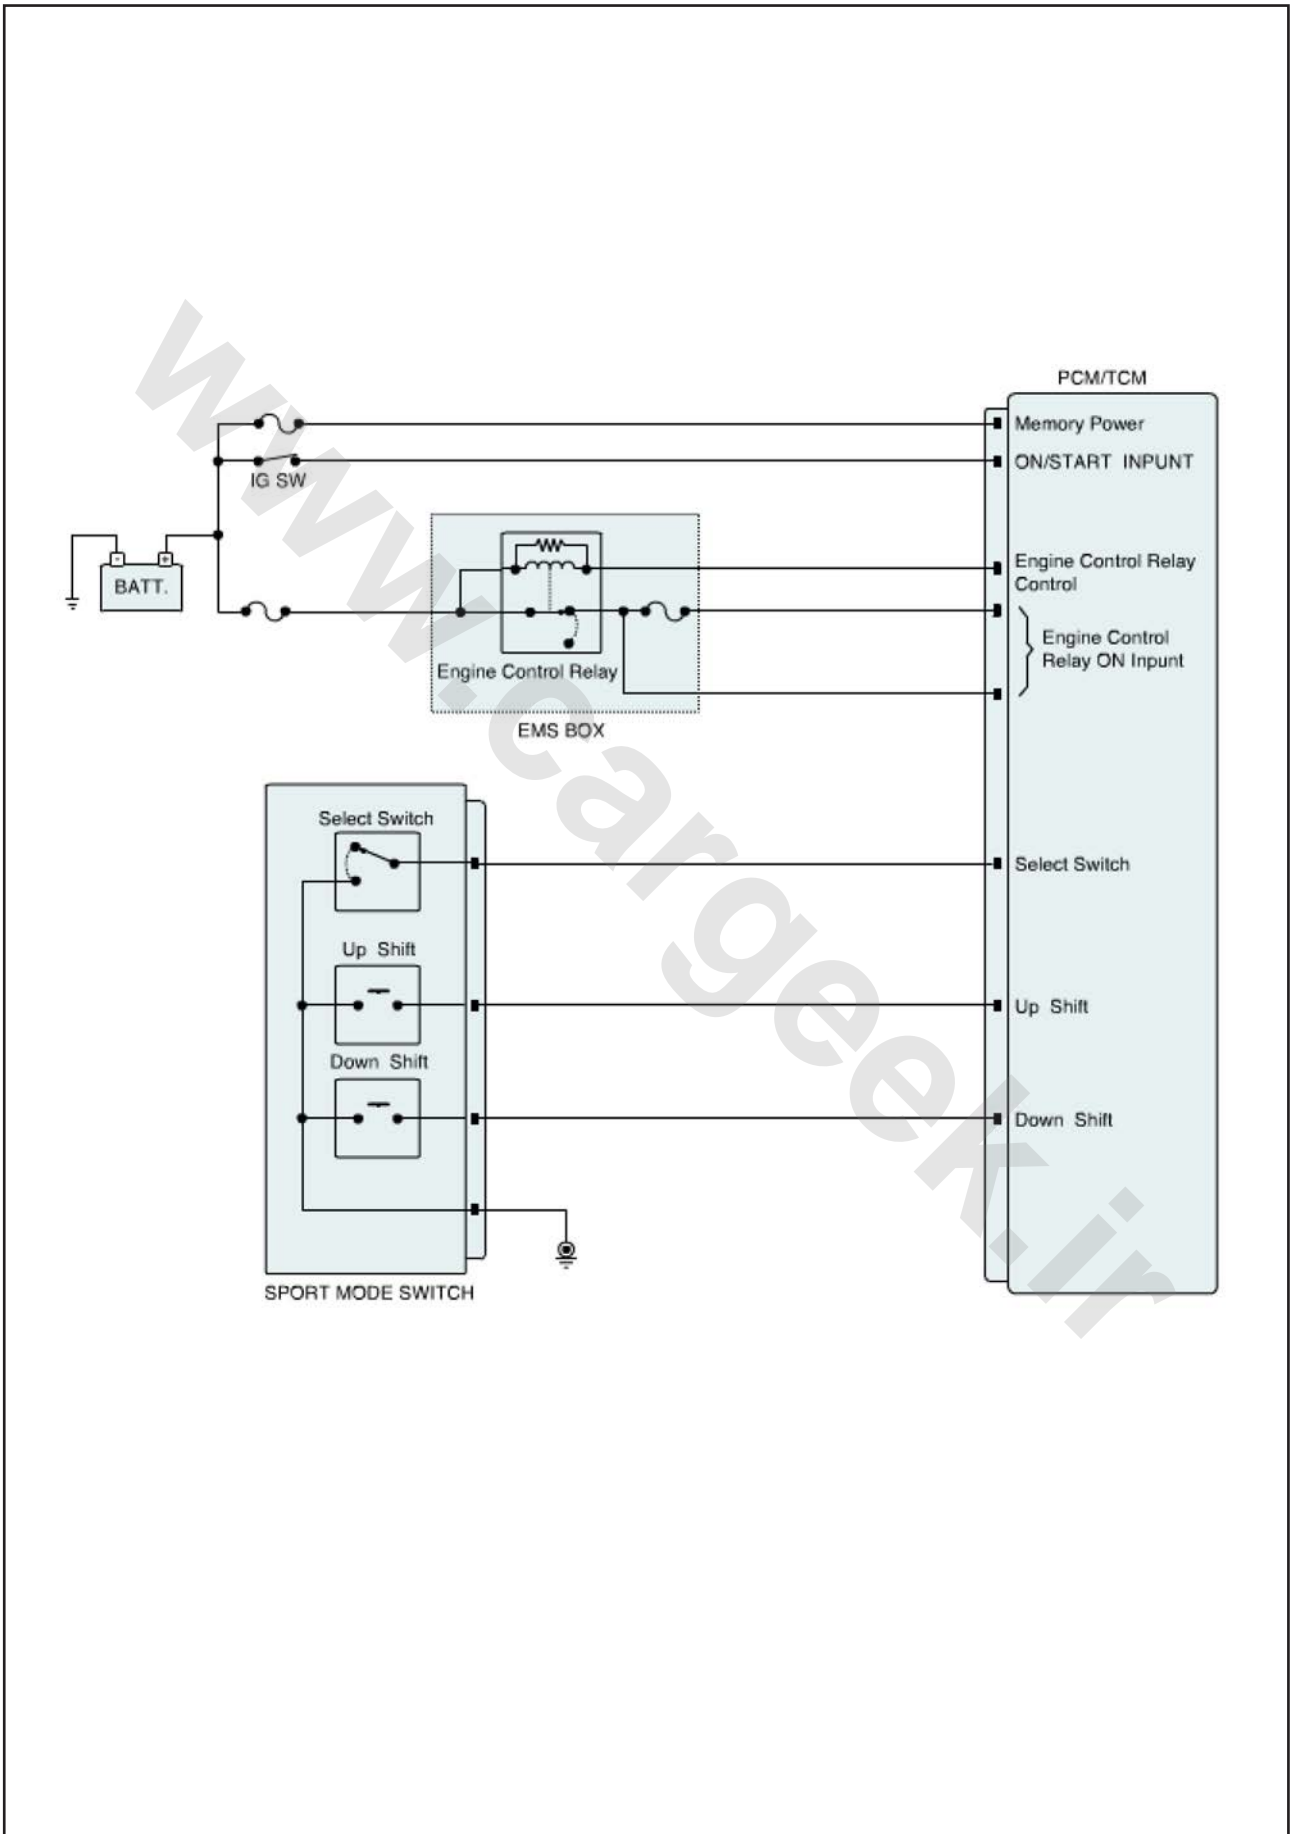 PCM/TCM
Memory Power
ON/START INPUNT
IG SW
BATT.
Engine Control Relay
Control
Engine Control
Relay ON Inpunt
Engine Control Relay
EMS BOX
Select Switch
Select Switch
Up Shift
Up Shift
Down Shift
Down Shift
SPORT MODE SWITCH
www.cargeek.ir